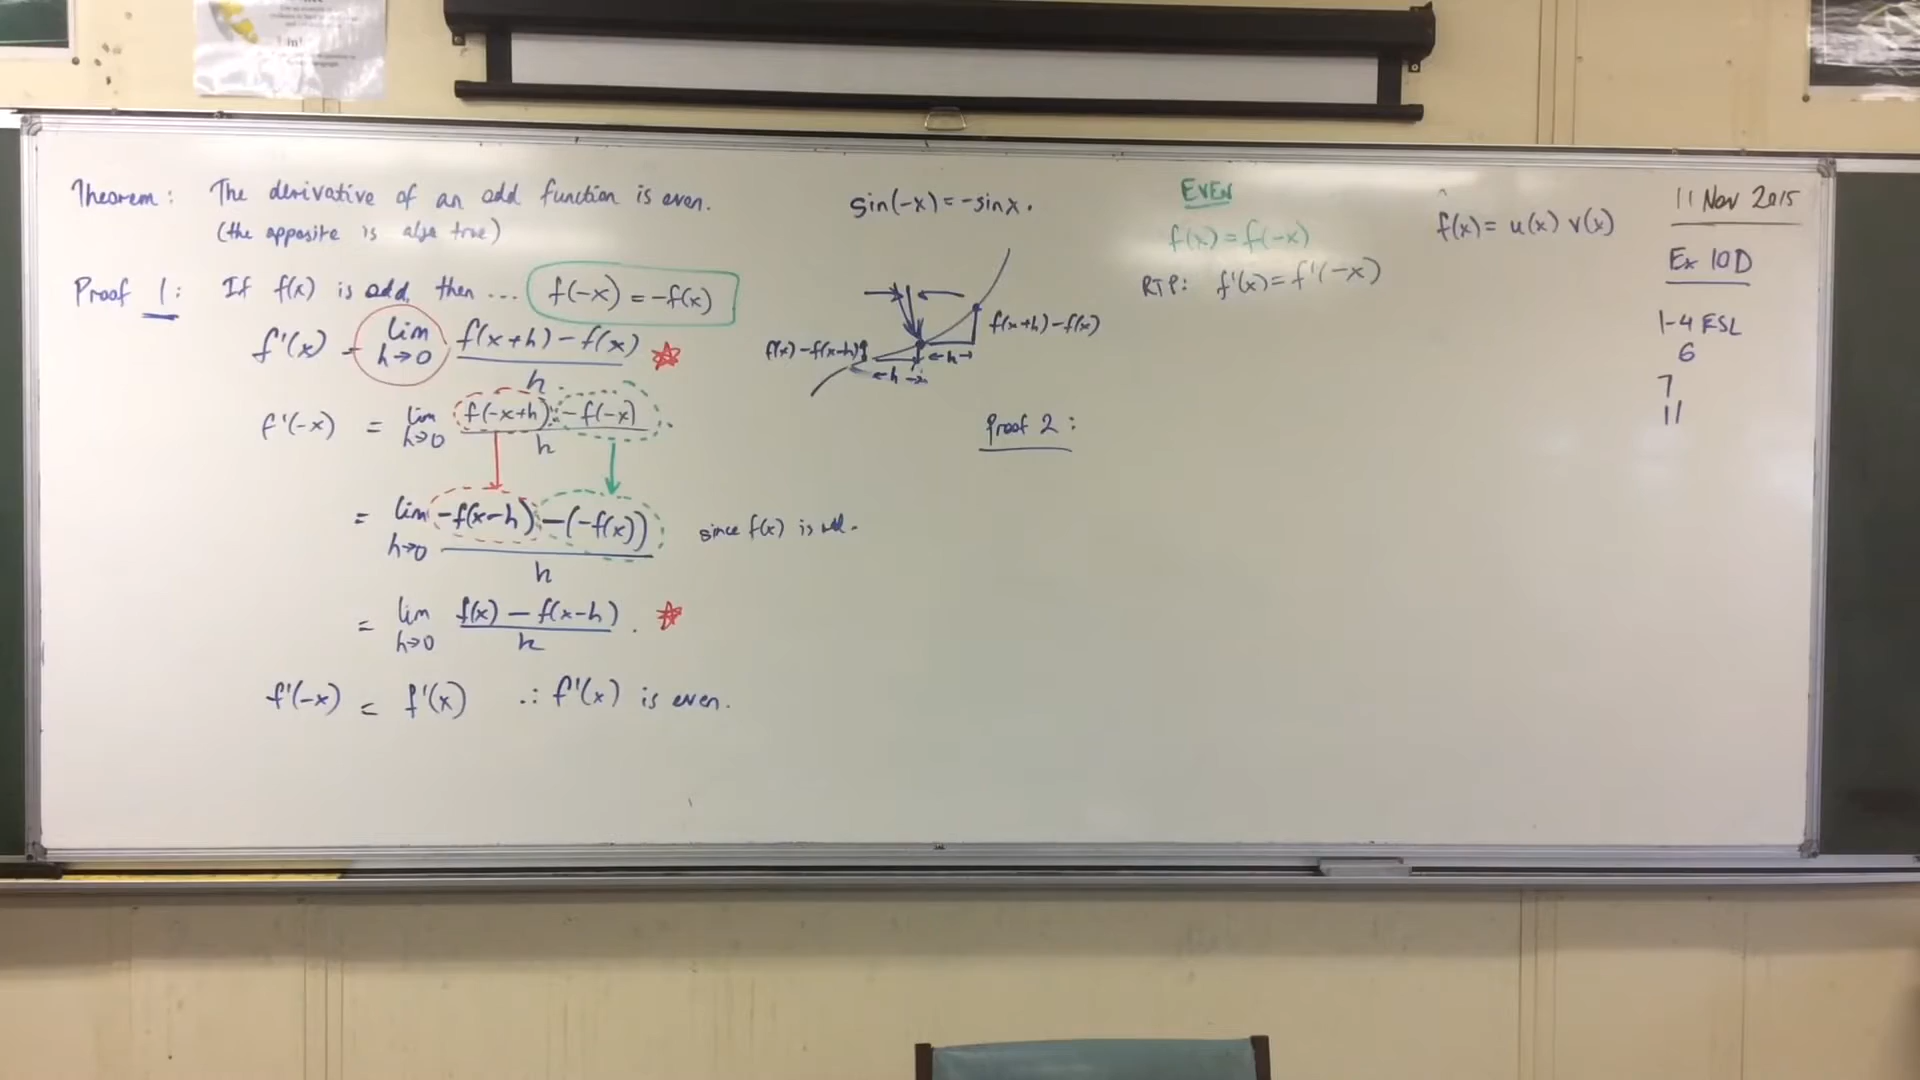 Theorem: The derivative of an odd function is even.
(the opposite is also true)
Proof 1: If f(x) is odd, then ... f(-x) = -f(x)
f'(x) = lim h→0 f(x+h) - f(x) / h
f'(-x) = lim h→0 f(-x+h) - f(-x) / h
= lim h→0 -f(x-h) - (-f(x)) / h since f(x) is odd.
= lim h→0 f(x) - f(x-h) / h .
f'(-x) = f'(x) ∴ f'(x) is even.
sin(-x) = -sinx.
f(x+h) - f(x)
f(x) - f(x-h)
←h→
←h→
x
Proof 2:
EVEN
f(x) = f(-x)
RTP: f'(x) = f'(-x)
f(x) = u(x) v(x)
11 Nov 2015
Ex 10D
1-4 ESL
6
7
11